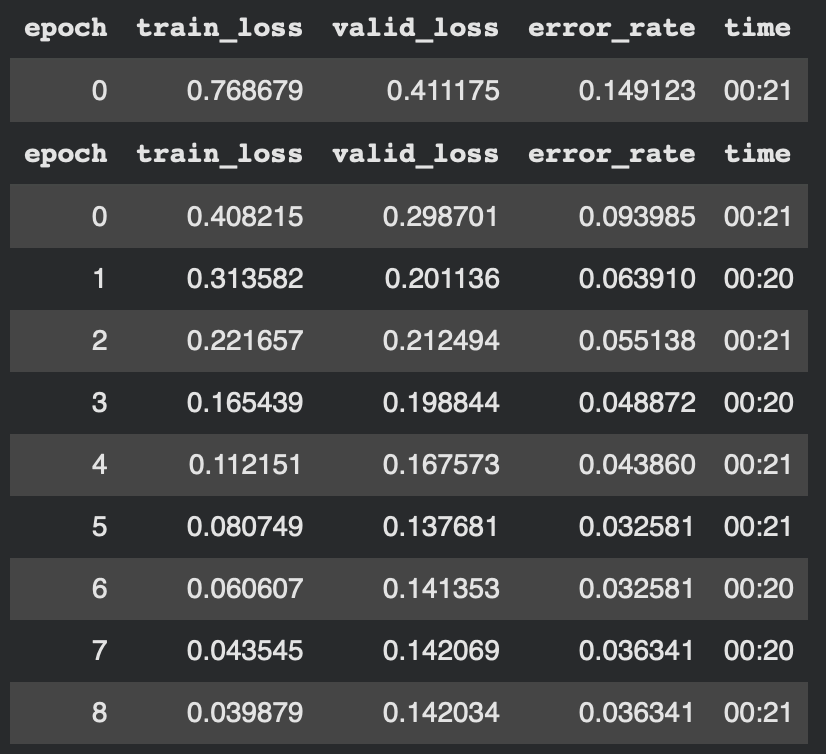 epoch train_loss valid_loss error_rate time
0 0.768679 0.411175 0.149123 00:21
epoch train_loss valid_loss error_rate time
0 0.408215 0.298701 0.093985 00:21
1 0.313582 0.201136 0.063910 00:20
2 0.221657 0.212494 0.055138 00:21
3 0.165439 0.198844 0.048872 00:20
4 0.112151 0.167573 0.043860 00:21
5 0.080749 0.137681 0.032581 00:21
6 0.060607 0.141353 0.032581 00:20
7 0.043545 0.142069 0.036341 00:20
8 0.039879 0.142034 0.036341 00:21